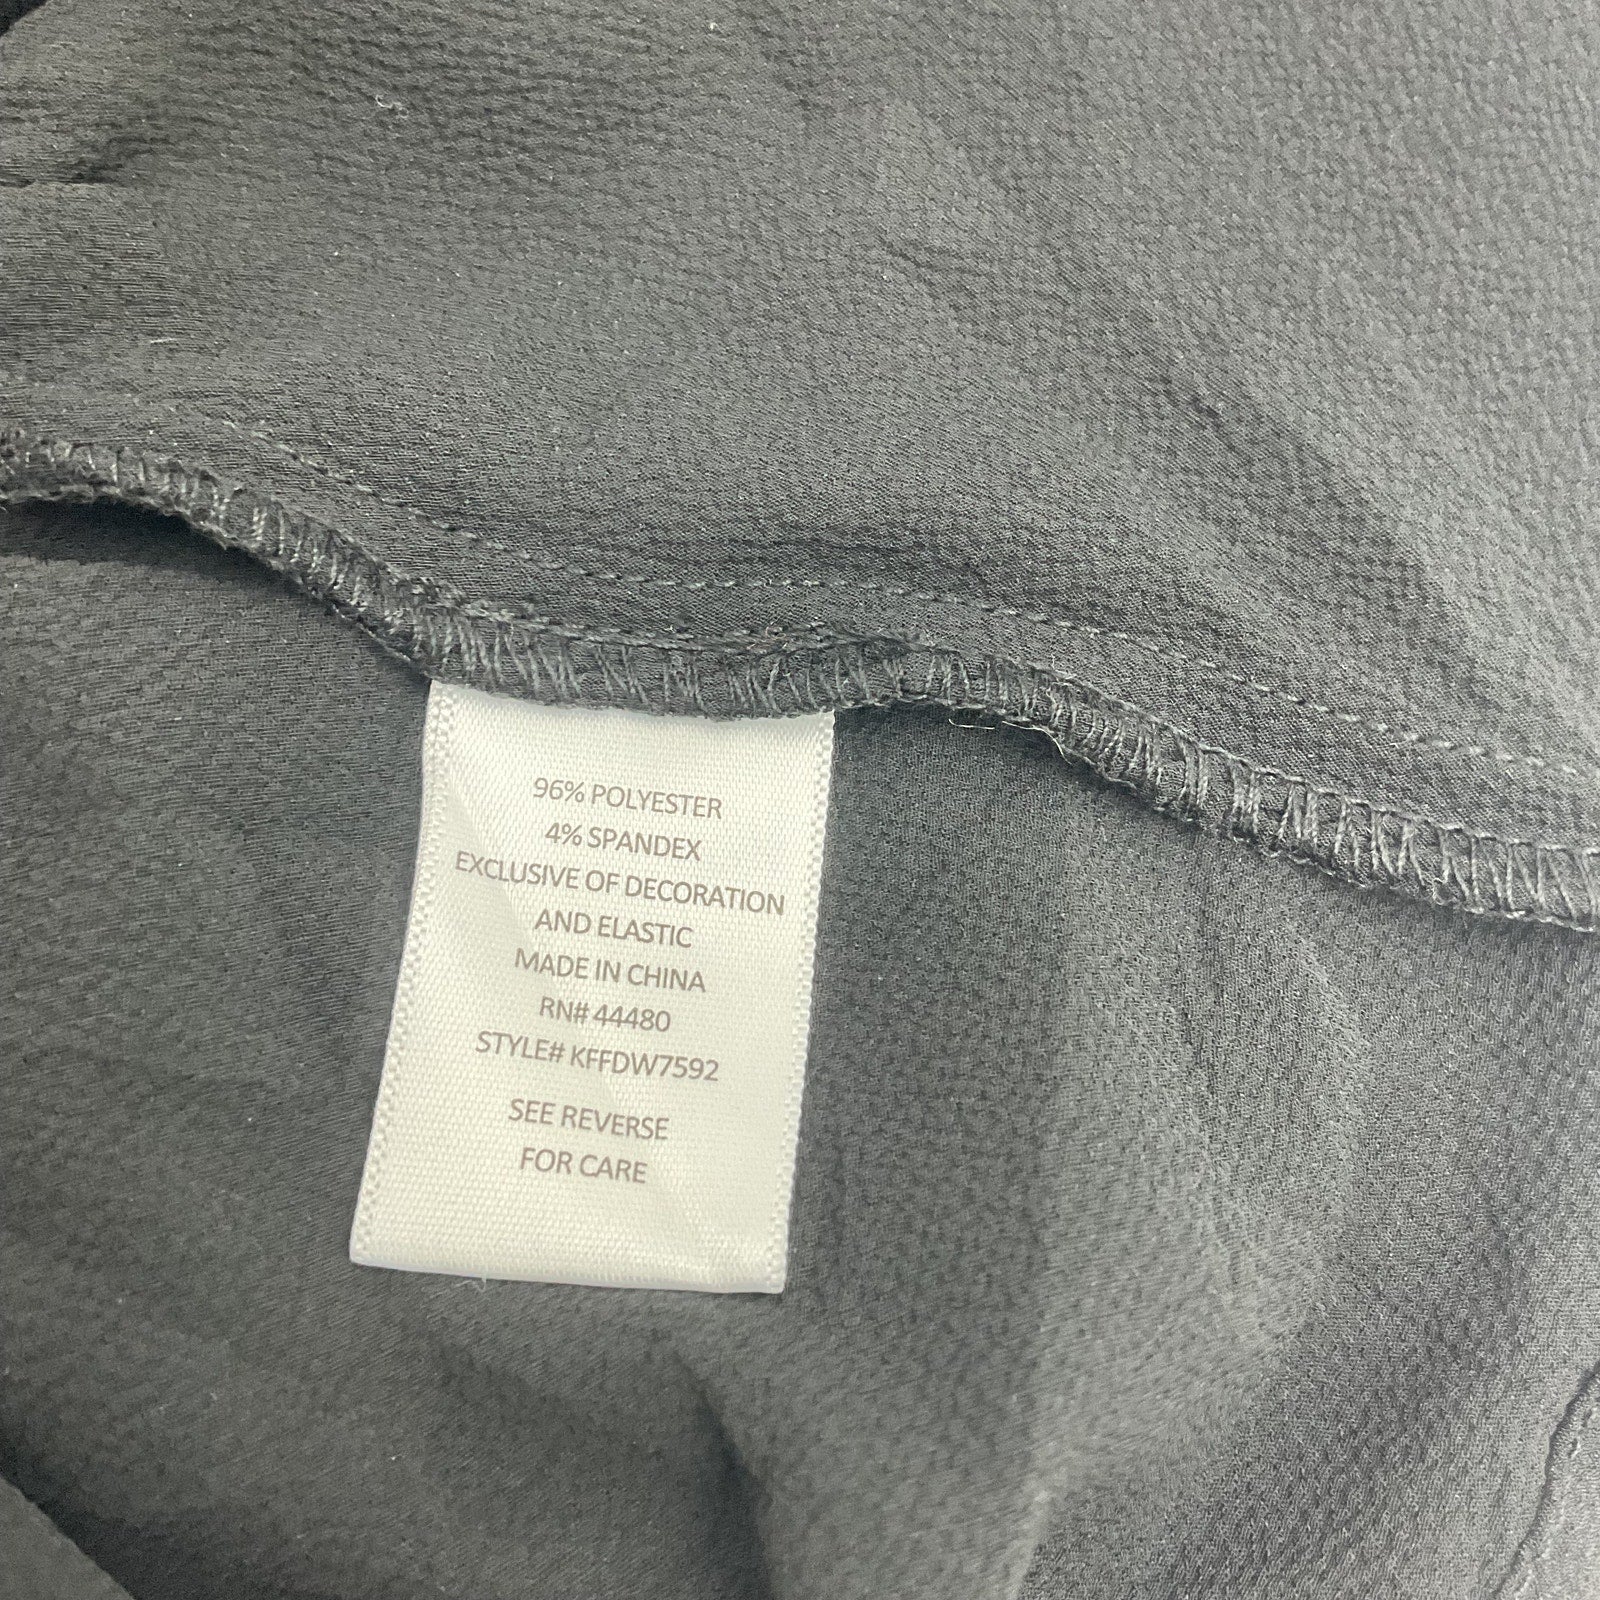 96% POLYESTER
4% SPANDEX
EXCLUSIVE OF DECORATION
AND ELASTIC
MADE IN CHINA
RN# 44480
STYLE# KFFDW7592
SEE REVERSE
FOR CARE